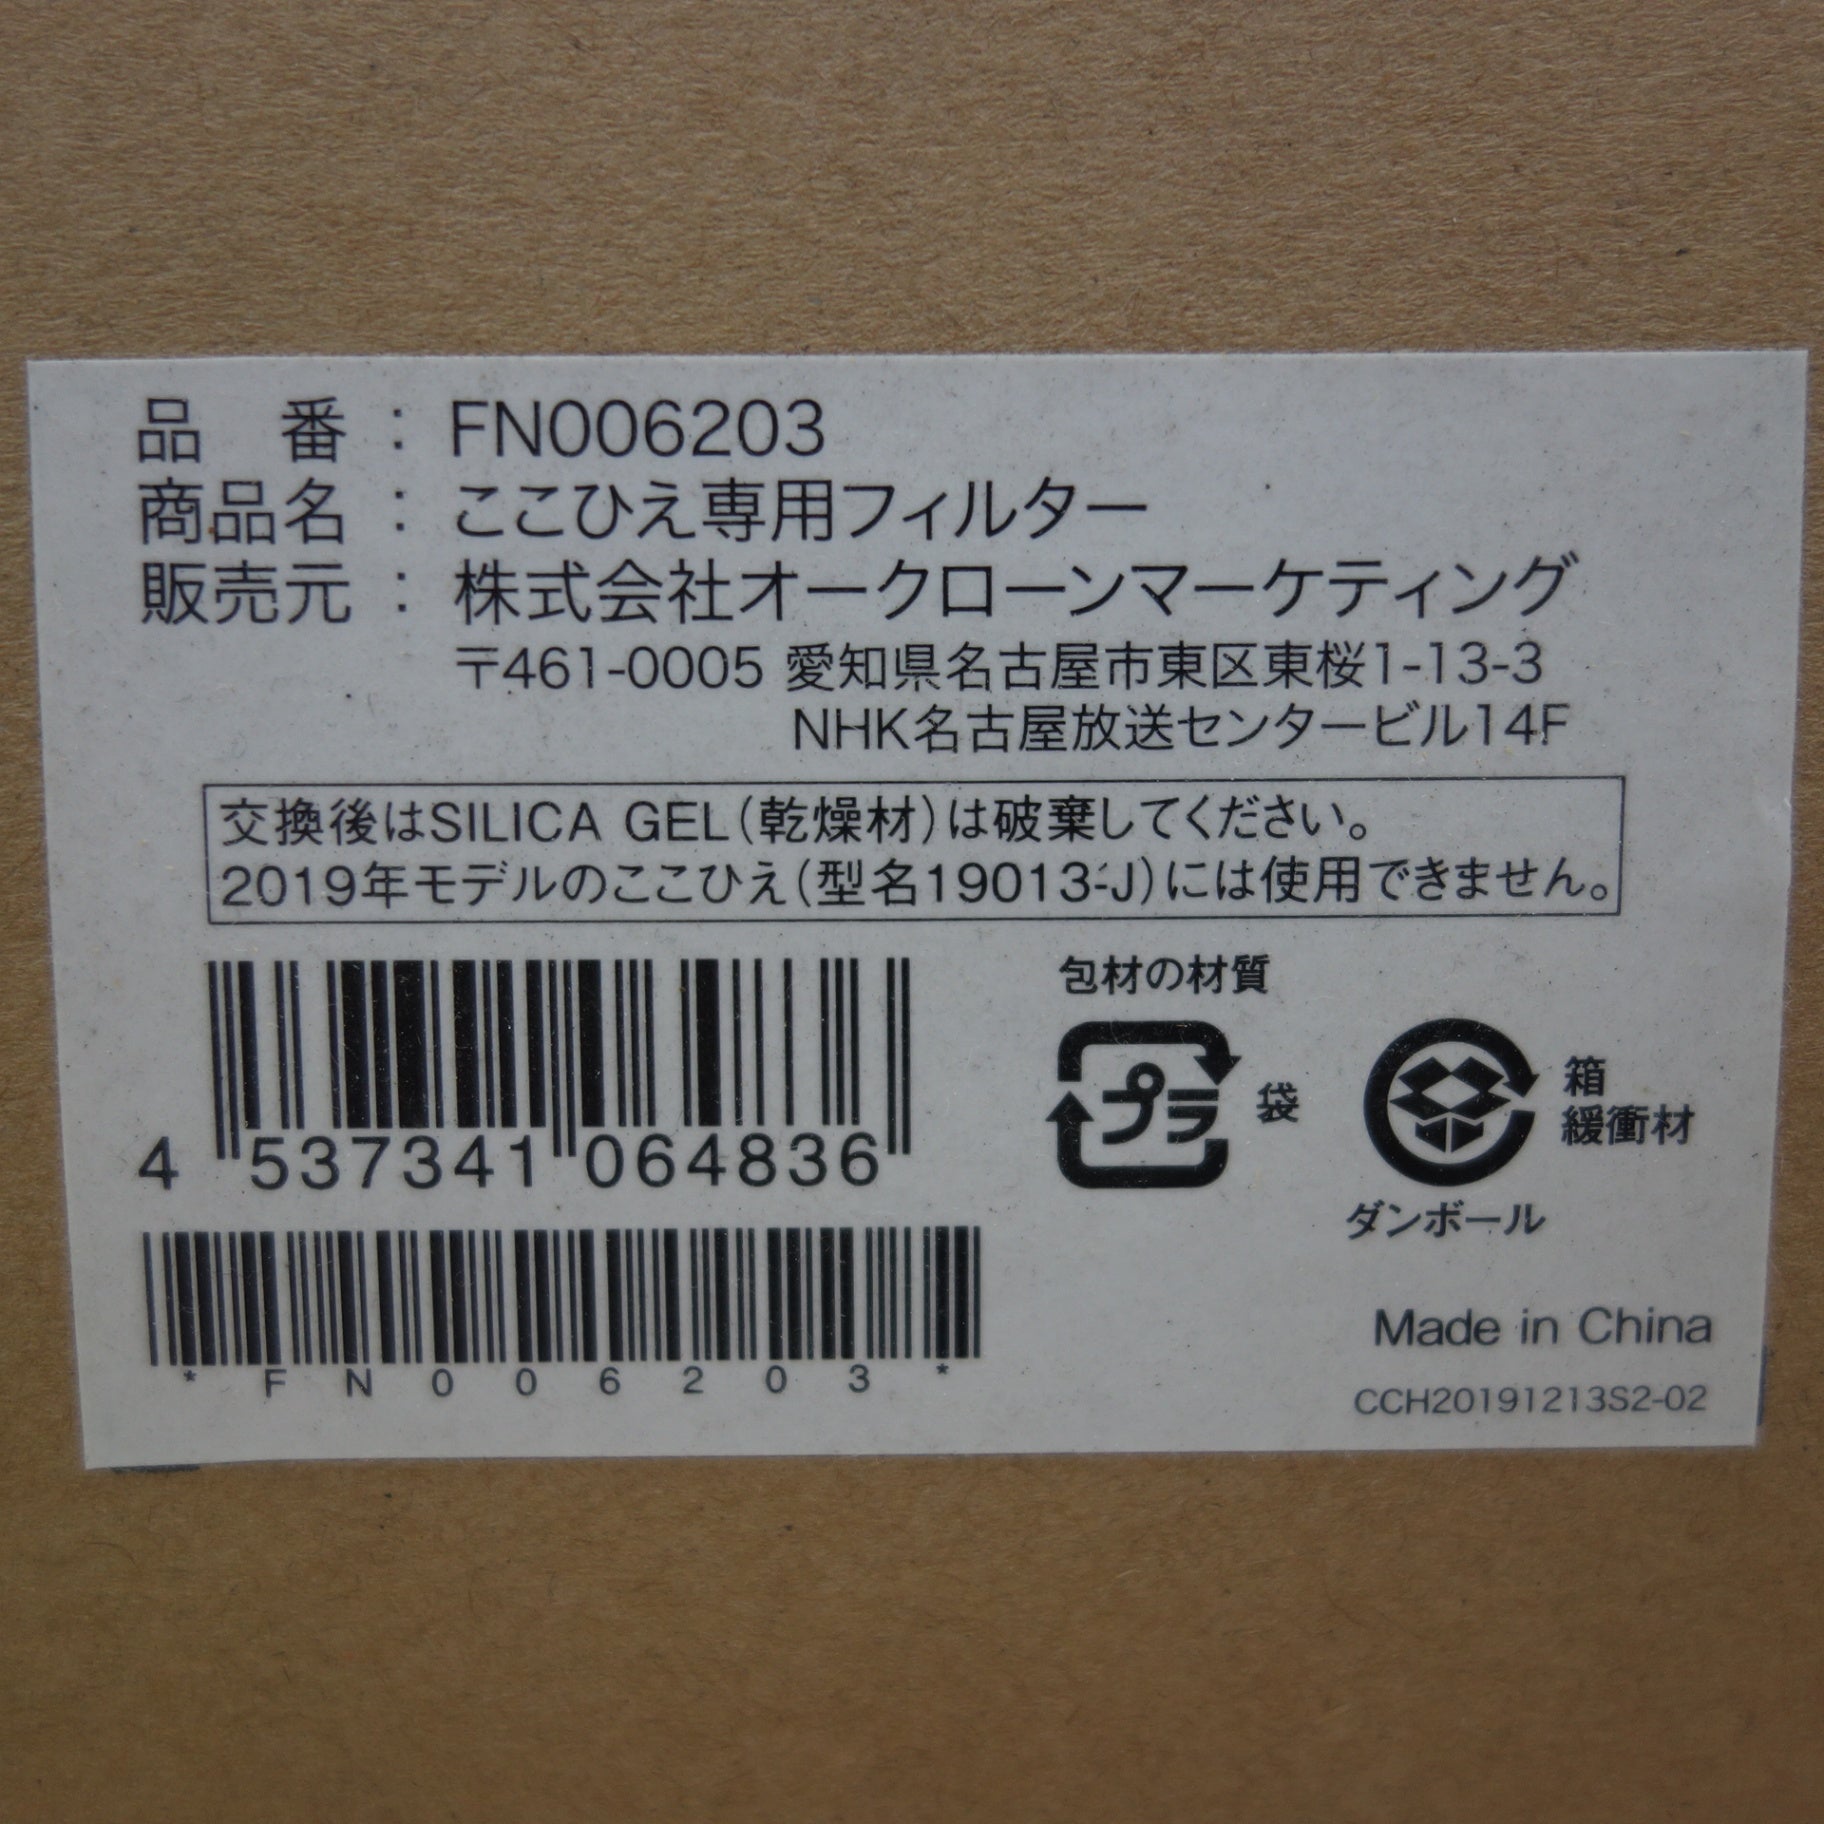 品　番 ： FN006203
商品名 ： ここひえ専用フィルター
販売元 ： 株式会社オークローンマーケティング
〒461-0005 愛知県名古屋市東区東桜1-13-3
NHK名古屋放送センタービル14F
交換後はSILICA GEL(乾燥材)は破棄してください。
2019年モデルのここひえ(型名19013-J)には使用できません。
4 537341 064836
*FN006203*
包材の材質
プラ
袋
箱
緩衝材
ダンボール
Made in China
CCH20191213S2-02